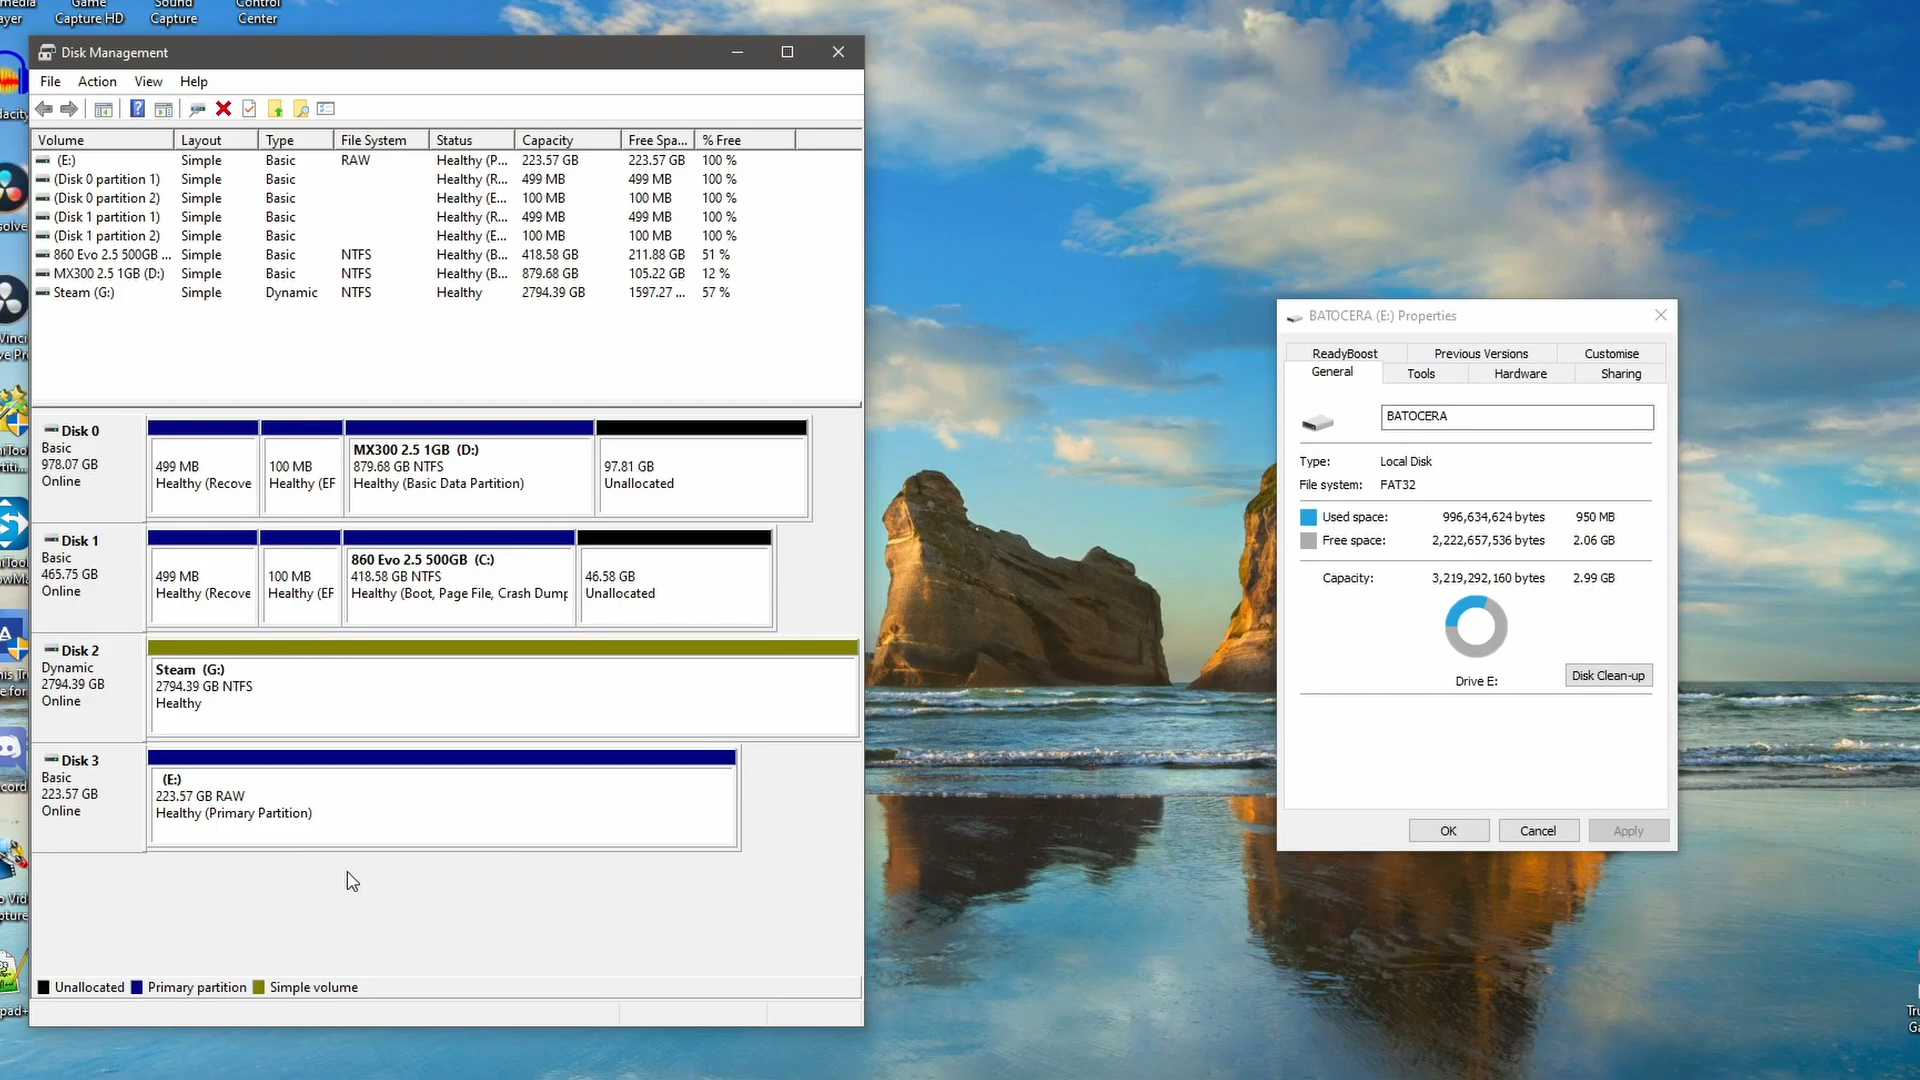 Game
Capture HD
Sound
Capture
Control
Center
Disk Management
File Action View Help
Volume Layout Type File System Status Capacity Free Spa... % Free
(E:) Simple Basic RAW Healthy (P... 223.57 GB 223.57 GB 100 %
(Disk 0 partition 1) Simple Basic Healthy (R... 499 MB 499 MB 100 %
(Disk 0 partition 2) Simple Basic Healthy (E... 100 MB 100 MB 100 %
(Disk 1 partition 1) Simple Basic Healthy (R... 499 MB 499 MB 100 %
(Disk 1 partition 2) Simple Basic Healthy (E... 100 MB 100 MB 100 %
860 Evo 2.5 500GB ... Simple Basic NTFS Healthy (B... 418.58 GB 211.88 GB 51 %
MX300 2.5 1GB (D:) Simple Basic NTFS Healthy (B... 879.68 GB 105.22 GB 12 %
Steam (G:) Simple Dynamic NTFS Healthy 2794.39 GB 1597.27 ... 57 %
Disk 0
Basic
978.07 GB
Online
499 MB
Healthy (Recove
100 MB
Healthy (EF
MX300 2.5 1GB (D:)
879.68 GB NTFS
Healthy (Basic Data Partition)
97.81 GB
Unallocated
Disk 1
Basic
465.75 GB
Online
499 MB
Healthy (Recove
100 MB
Healthy (EF
860 Evo 2.5 500GB (C:)
418.58 GB NTFS
Healthy (Boot, Page File, Crash Dump
46.58 GB
Unallocated
Disk 2
Dynamic
2794.39 GB
Online
Steam (G:)
2794.39 GB NTFS
Healthy
Disk 3
Basic
223.57 GB
Online
(E:)
223.57 GB RAW
Healthy (Primary Partition)
Unallocated Primary partition Simple volume
BATOCERA (E:) Properties
ReadyBoost Previous Versions Customise
General Tools Hardware Sharing
BATOCERA
Type: Local Disk
File system: FAT32
Used space: 996,634,624 bytes 950 MB
Free space: 2,222,657,536 bytes 2.06 GB
Capacity: 3,219,292,160 bytes 2.99 GB
Drive E:
Disk Clean-up
OK Cancel Apply